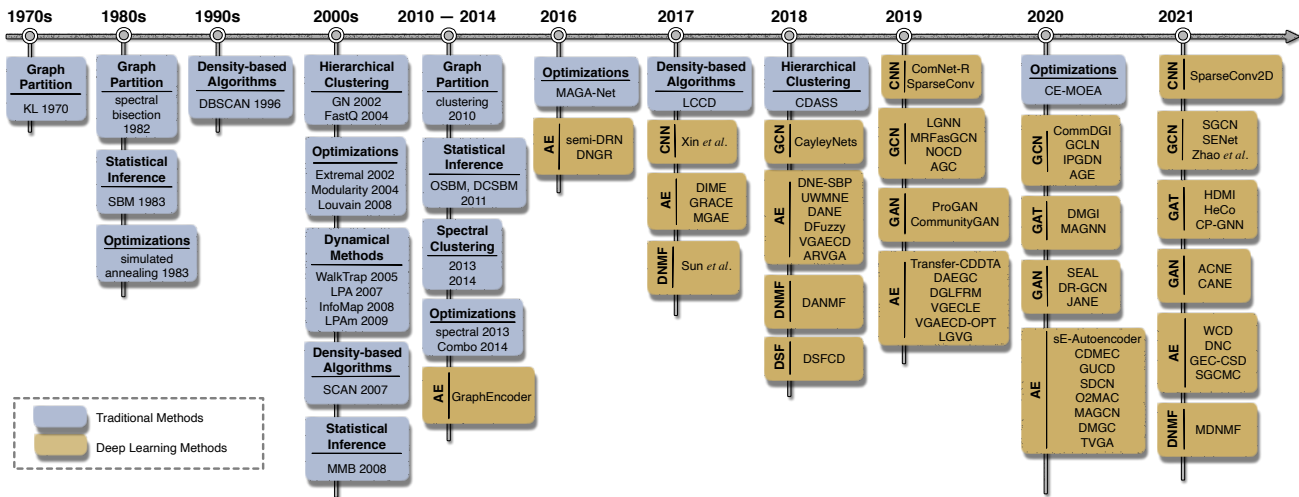 1970s
1980s
1990s
2000s
2010 — 2014
2016
2017
2018
2019
2020
2021
Graph
Partition
KL 1970
Graph
Partition
spectral
bisection
1982
Statistical
Inference
SBM 1983
Optimizations
simulated
annealing 1983
Density-based
Algorithms
DBSCAN 1996
Hierarchical
Clustering
GN 2002
FastQ 2004
Optimizations
Extremal 2002
Modularity 2004
Louvain 2008
Dynamical
Methods
WalkTrap 2005
LPA 2007
InfoMap 2008
LPAm 2009
Density-based
Algorithms
SCAN 2007
Statistical
Inference
MMB 2008
Graph
Partition
clustering
2010
Statistical
Inference
OSBM, DCSBM
2011
Spectral
Clustering
2013
2014
Optimizations
spectral 2013
Combo 2014
AE
GraphEncoder
Optimizations
MAGA-Net
AE
semi-DRN
DNGR
Density-based
Algorithms
LCCD
CNN
Xin et al.
AE
DIME
GRACE
MGAE
DNMF
Sun et al.
Hierarchical
Clustering
CDASS
GCN
CayleyNets
AE
DNE-SBP
UWMNE
DANE
DFuzzy
VGAECD
ARVGA
DNMF
DANMF
DSF
DSFCD
CNN
ComNet-R
SparseConv
GCN
LGNN
MRFasGCN
NOCD
AGC
GAN
ProGAN
CommunityGAN
AE
Transfer-CDDTA
DAEGC
DGLFRM
VGECLE
VGAECD-OPT
LGVG
Optimizations
CE-MOEA
GCN
CommDGI
GCLN
IPGDN
AGE
GAT
DMGI
MAGNN
GAN
SEAL
DR-GCN
JANE
AE
sE-Autoencoder
CDMEC
GUCD
SDCN
O2MAC
MAGCN
DMGC
TVGA
CNN
SparseConv2D
GCN
SGCN
SENet
Zhao et al.
GAT
HDMI
HeCo
CP-GNN
GAN
ACNE
CANE
AE
WCD
DNC
GEC-CSD
SGCMC
DNMF
MDNMF
Traditional Methods
Deep Learning Methods